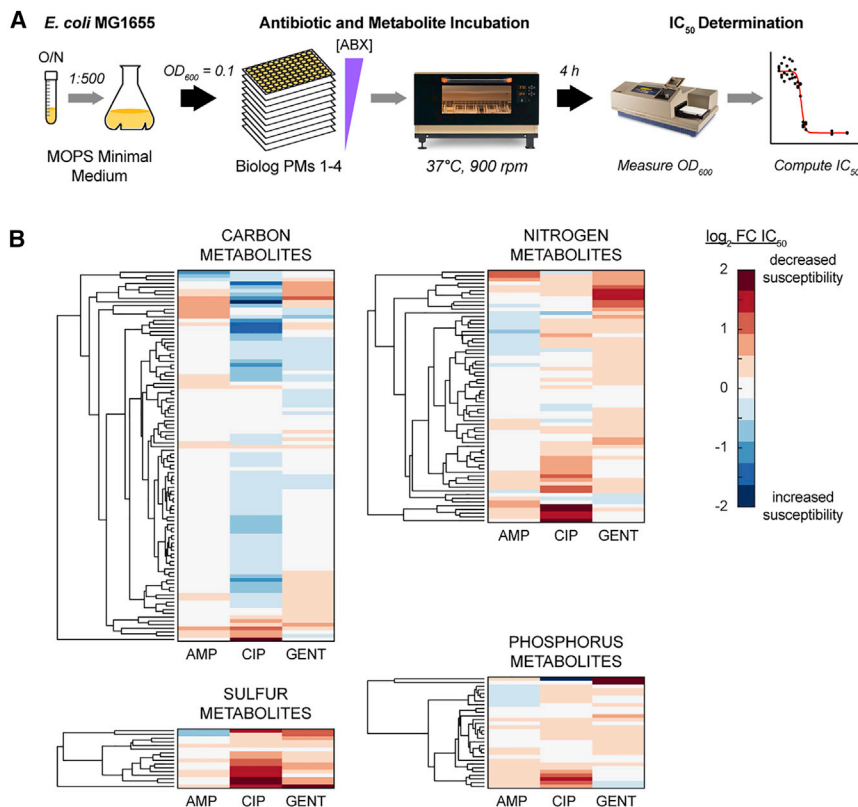 A
E. coli MG1655
Antibiotic and Metabolite Incubation
IC50 Determination
O/N
1:500
OD600 = 0.1
[ABX]
4 h
MOPS Minimal
Medium
Biolog PMs 1-4
37°C, 900 rpm
Measure OD600
Compute IC50
B
CARBON
METABOLITES
AMP CIP GENT
NITROGEN
METABOLITES
AMP CIP GENT
log2 FC IC50
2
1
0
-1
-2
decreased
susceptibility
increased
susceptibility
SULFUR
METABOLITES
AMP CIP GENT
PHOSPHORUS
METABOLITES
AMP CIP GENT